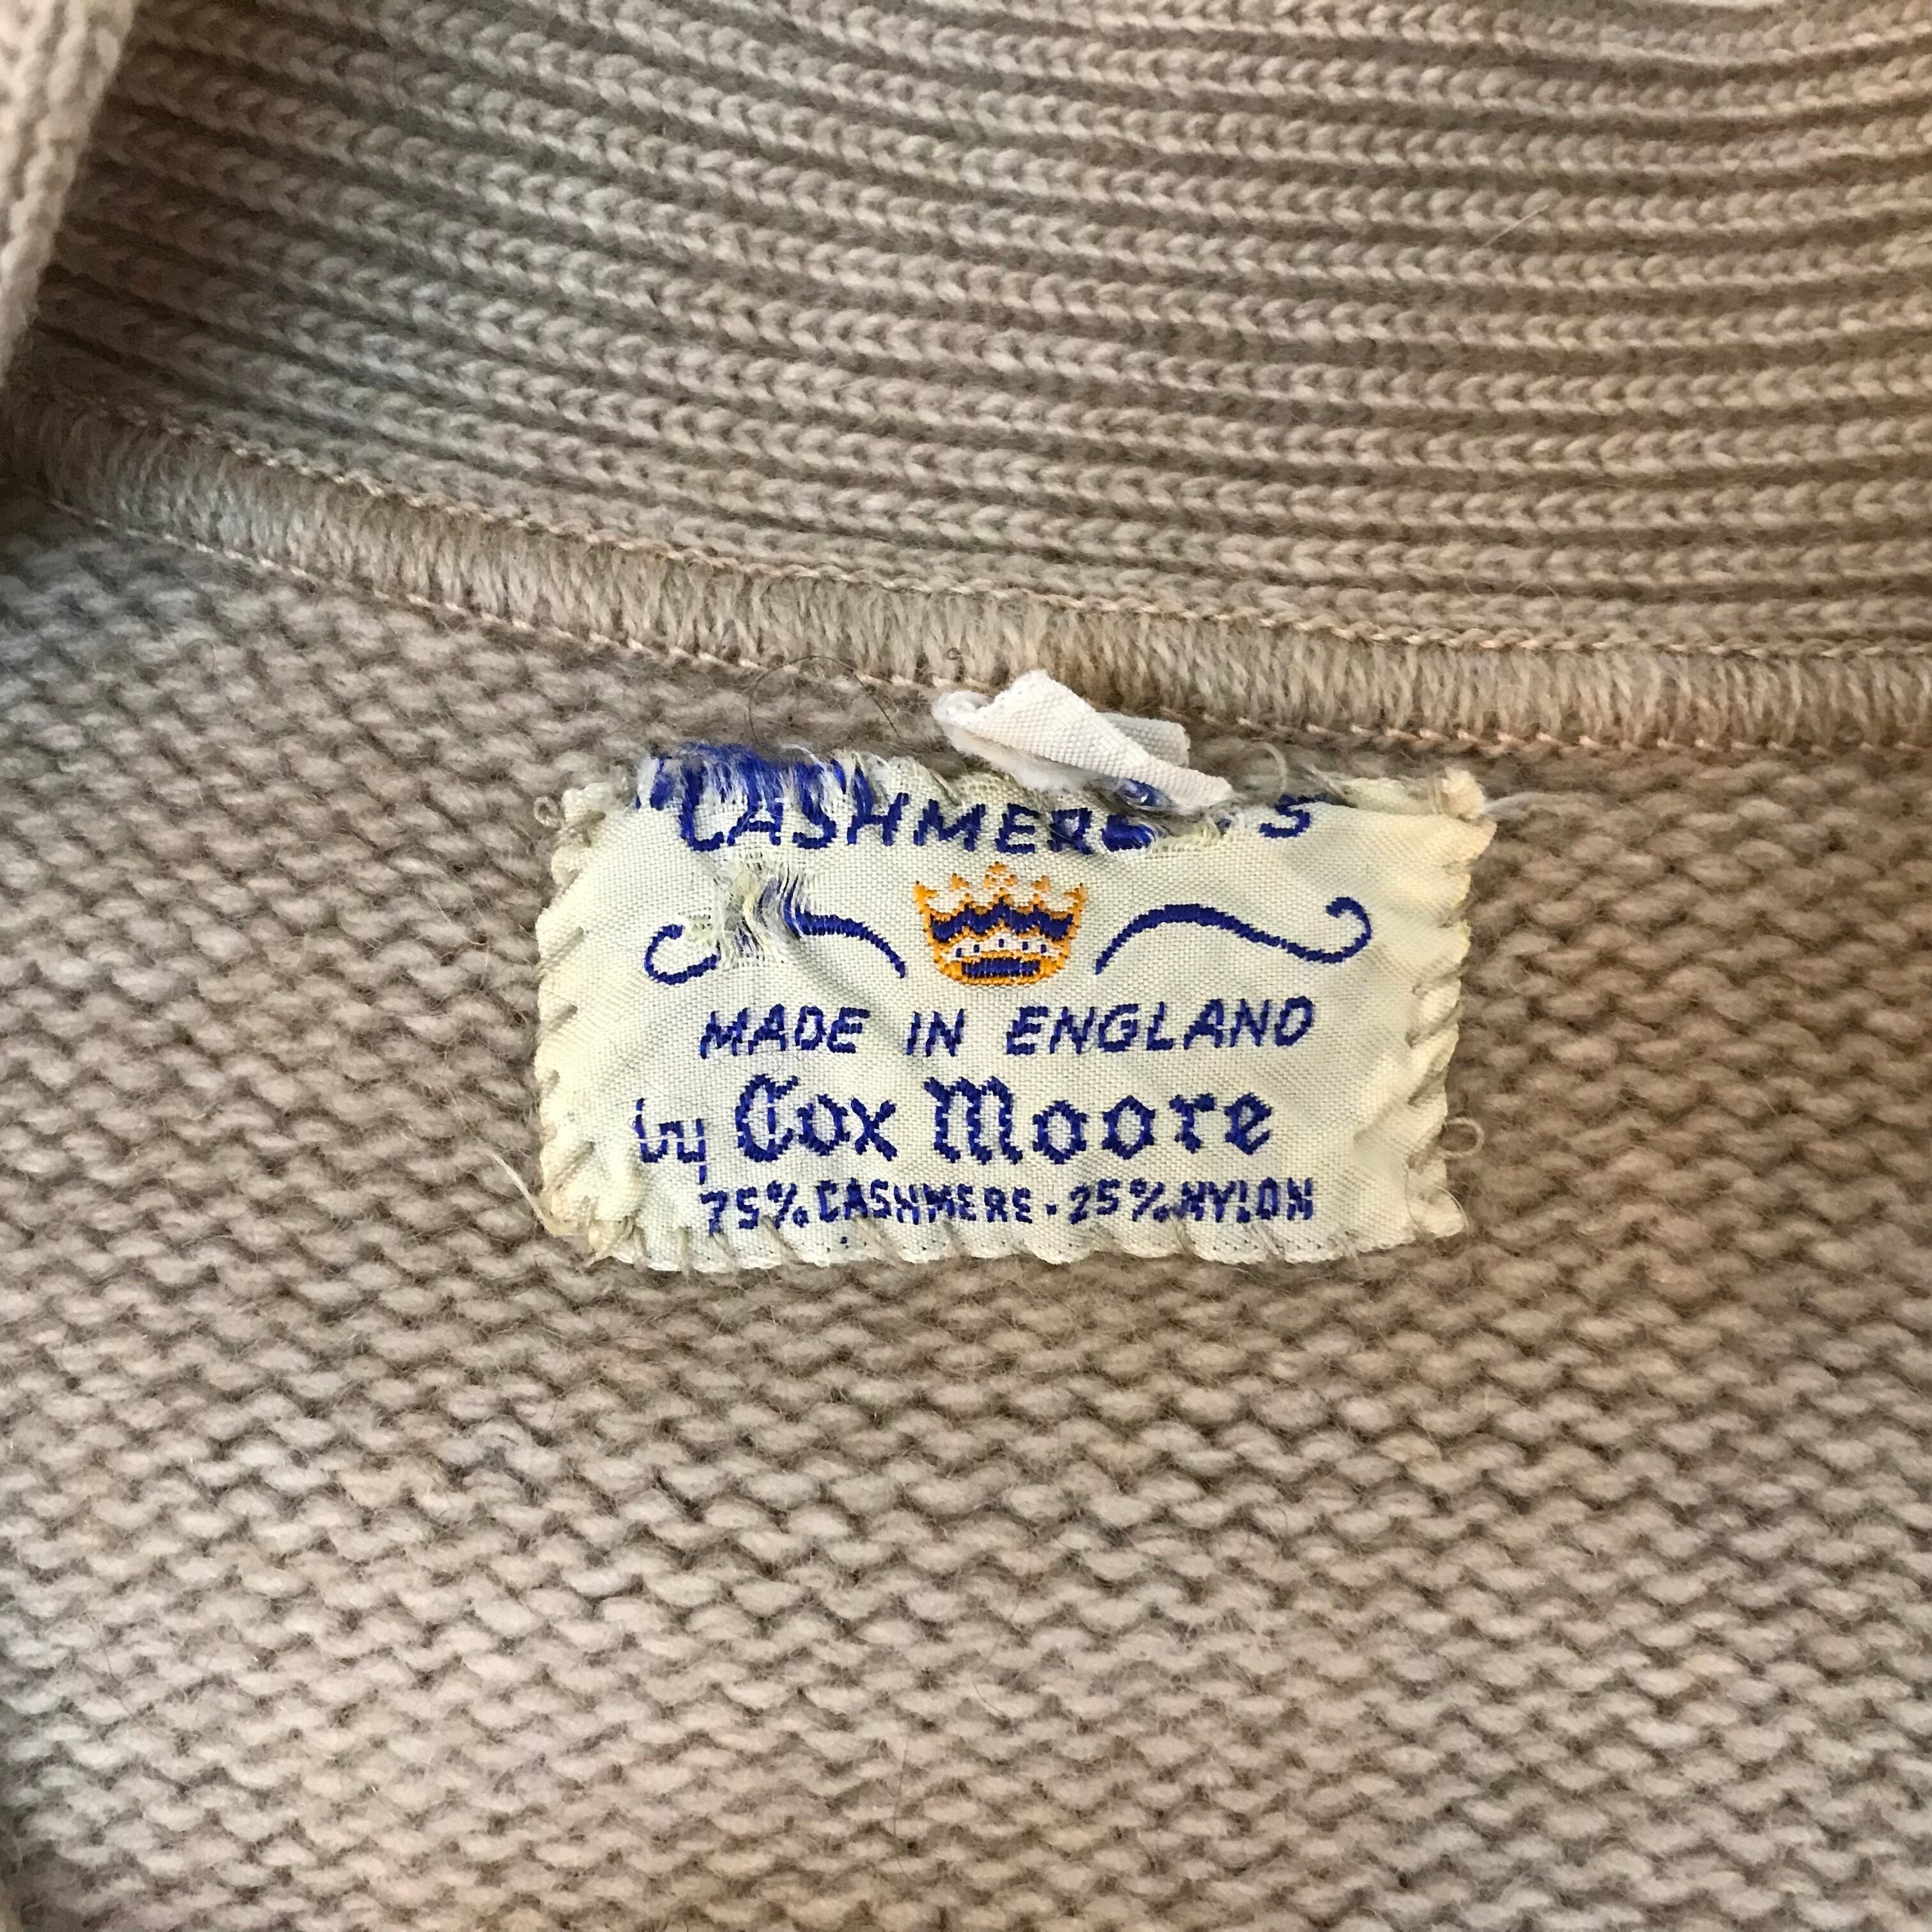 CASHMERE
MADE IN ENGLAND
by Cox Moore
75% CASHMERE · 25% NYLON